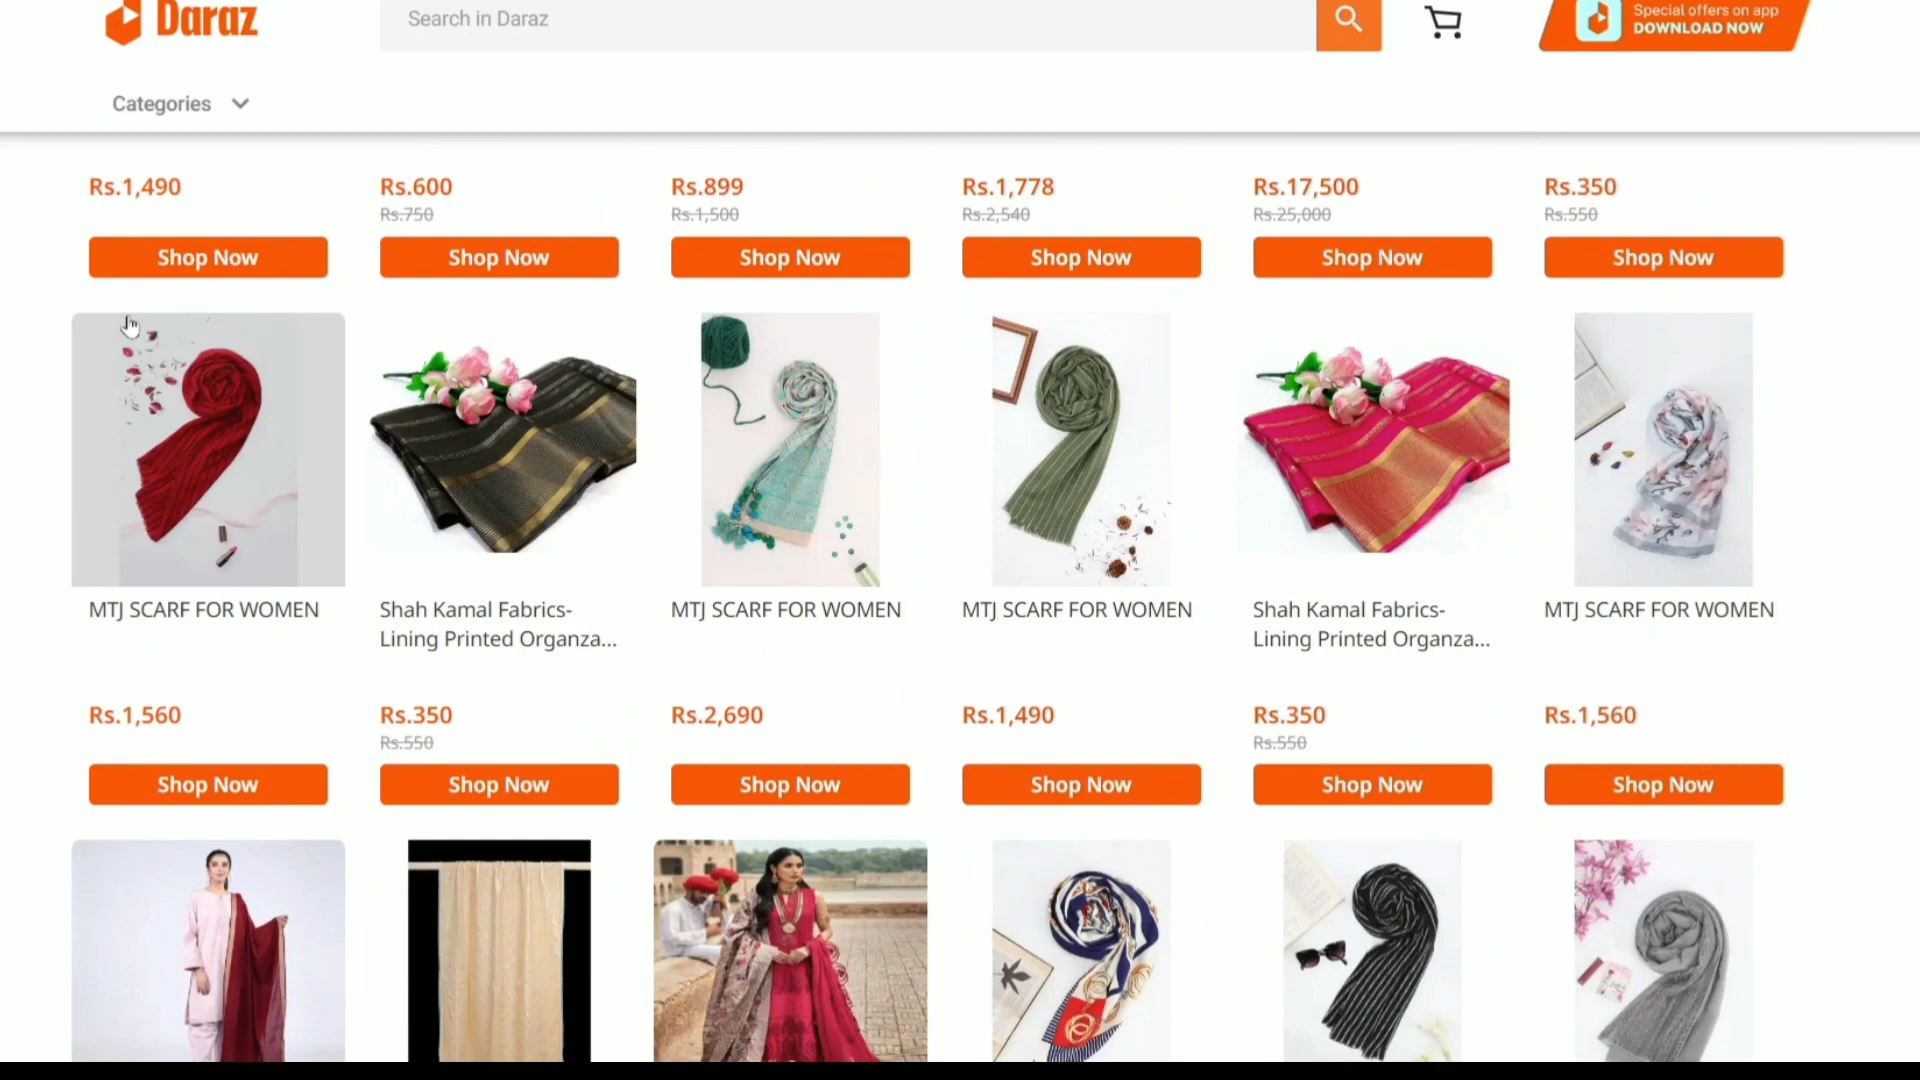 Daraz
Search in Daraz
Special offers on app
DOWNLOAD NOW
Categories
Rs.1,490
Rs.600
Rs.899
Rs.1,778
Rs.17,500
Rs.350
Rs.750
Rs.1,500
Rs.2,540
Rs.25,000
Rs.550
Shop Now
Shop Now
Shop Now
Shop Now
Shop Now
Shop Now
MTJ SCARF FOR WOMEN
Shah Kamal Fabrics-
Lining Printed Organza...
MTJ SCARF FOR WOMEN
MTJ SCARF FOR WOMEN
Shah Kamal Fabrics-
Lining Printed Organza...
MTJ SCARF FOR WOMEN
Rs.1,560
Rs.350
Rs.2,690
Rs.1,490
Rs.350
Rs.1,560
Rs.550
Rs.550
Shop Now
Shop Now
Shop Now
Shop Now
Shop Now
Shop Now